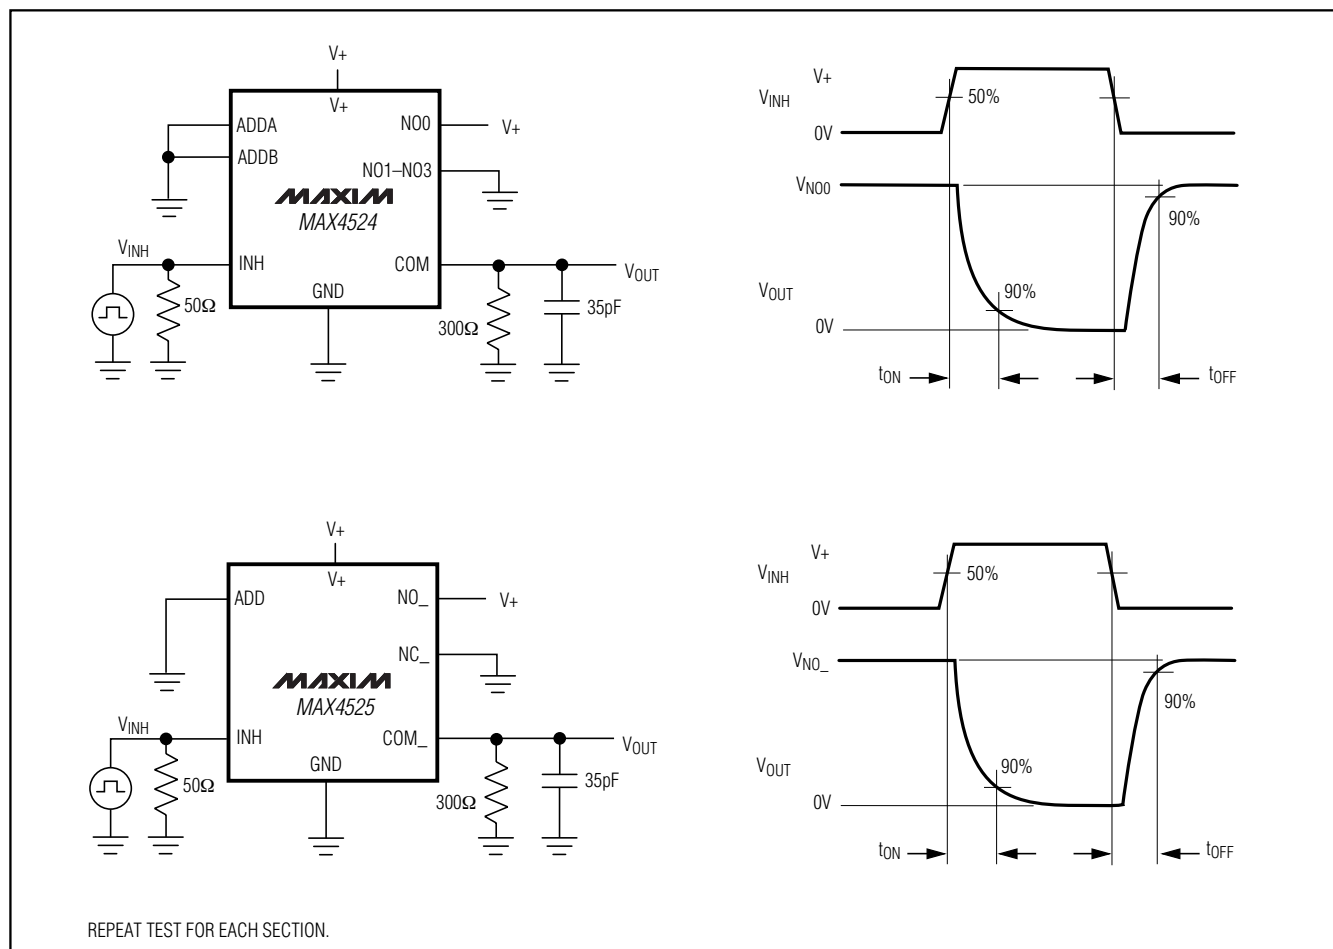 V+
V+
ADDA
ADDB
NO0
V+
NO1–NO3
MAXIM
MAX4524
VINH
INH
COM
VOUT
GND
50Ω
300Ω
35pF
V+
VINH
50%
0V
VNO0
90%
VOUT
90%
0V
tON
tOFF
V+
V+
ADD
NO_
V+
NC_
MAXIM
MAX4525
VINH
INH
COM_
VOUT
GND
50Ω
300Ω
35pF
V+
VINH
50%
0V
VNO_
90%
VOUT
90%
0V
tON
tOFF
REPEAT TEST FOR EACH SECTION.